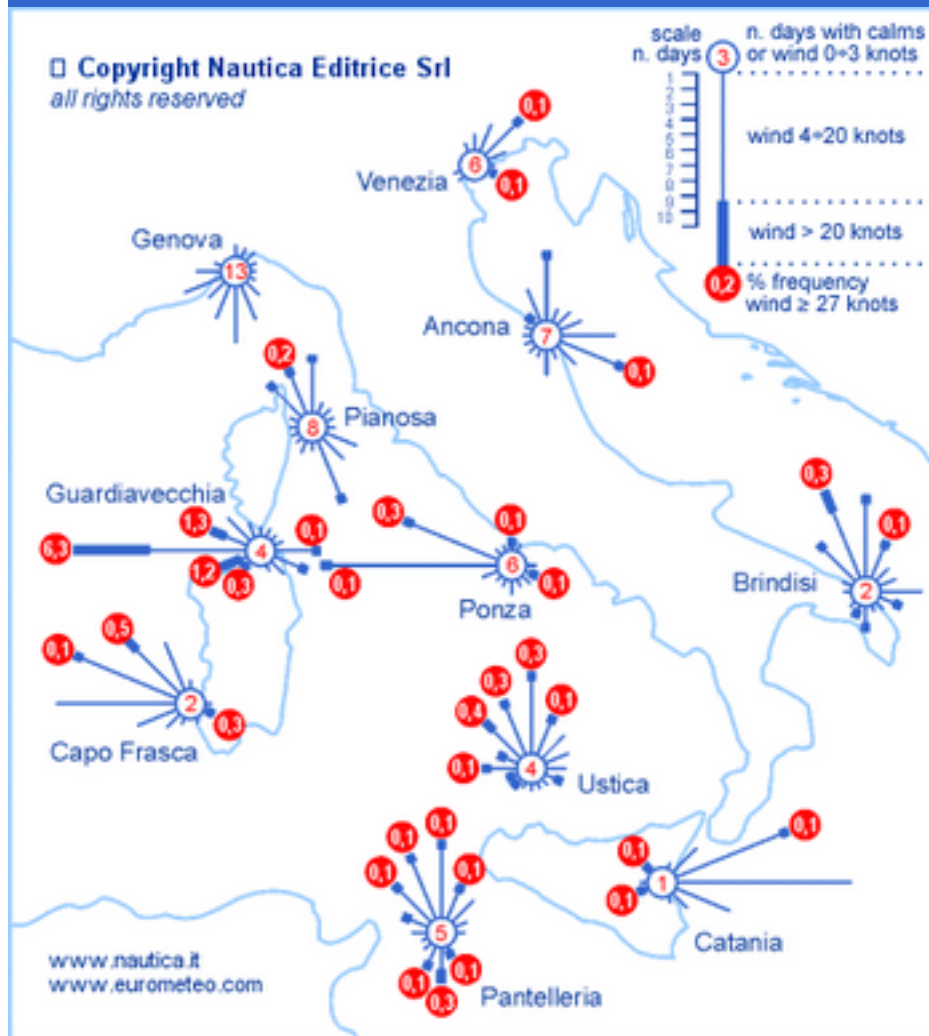 □ Copyright Nautica Editrice Srl
all rights reserved
scale
n. days
3
n. days with calms
or wind 0÷3 knots
1
2
3
4
5
6
7
8
9
10
wind 4÷20 knots
wind > 20 knots
0,2
% frequency
wind ≥ 27 knots
0,1
6
Venezia
0,1
Genova
13
Ancona
7
0,1
0,2
8
Pianosa
Guardiavecchia
1,3
0,1
6,3
4
1,2
0,3
0,3
0,1
6
0,1
0,1
Ponza
0,3
0,1
Brindisi
2
0,1
0,5
2
0,3
Capo Frasca
0,3
0,3
0,4
0,1
0,1
4
Ustica
0,1
0,1
0,1
0,1
5
0,1
0,1
0,3
Pantelleria
0,1
0,1
0,1
1
Catania
www.nautica.it
www.eurometeo.com